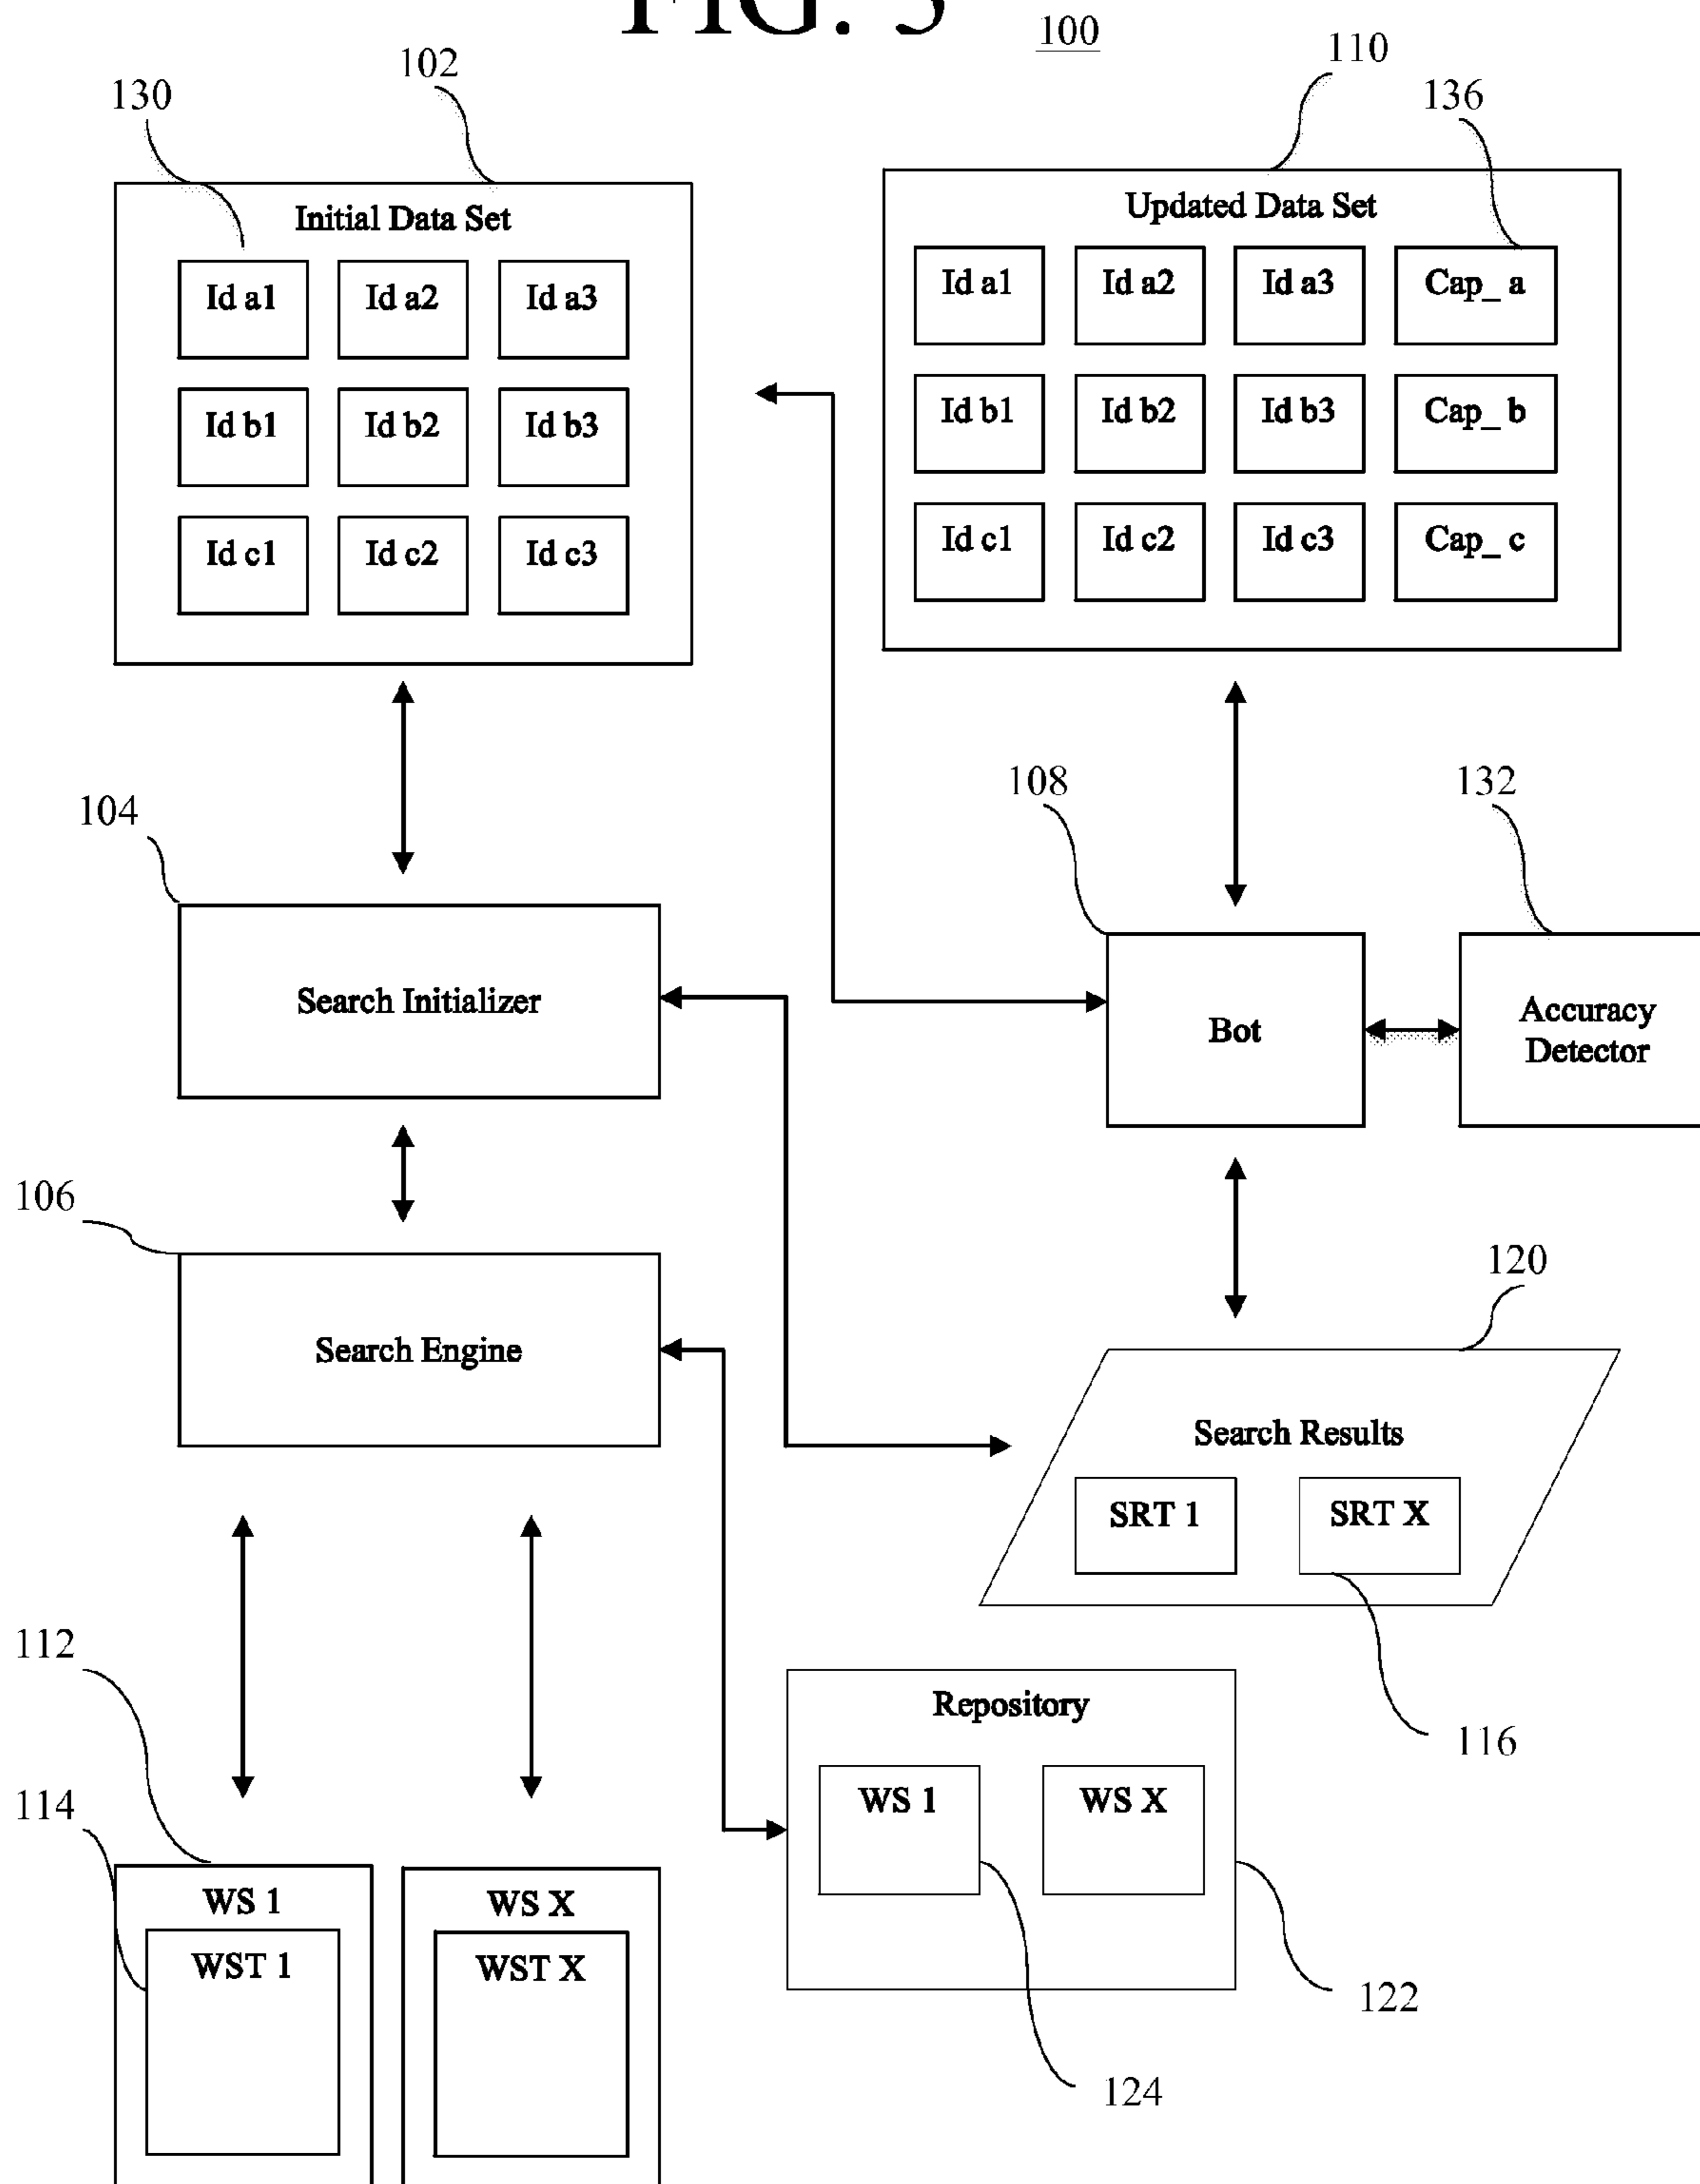 FIG. 5
100
102
110
130
136
Initial Data Set
Updated Data Set
Id a1 Id a2 Id a3
Id a1 Id a2 Id a3 Cap_ a
Id b1 Id b2 Id b3
Id b1 Id b2 Id b3 Cap_ b
Id c1 Id c2 Id c3
Id c1 Id c2 Id c3 Cap_ c
104
108
132
Search Initializer
Bot
Accuracy
Detector
106
120
Search Engine
Search Results
SRT 1 SRT X
112
116
Repository
WS 1 WS X
114
WS 1
WS X
WST 1
WST X
122
124